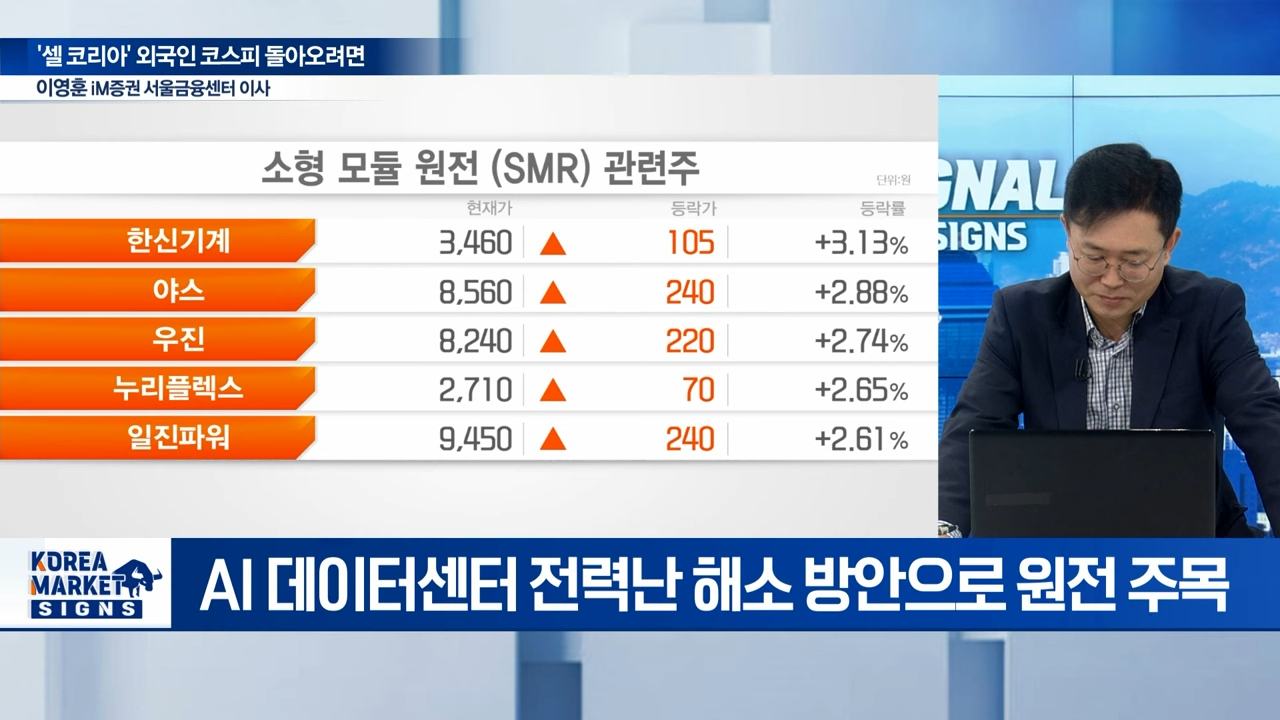 '셀 코리아' 외국인 코스피 돌아오려면
이영훈 iM증권 서울금융센터 이사
소형 모듈 원전 (SMR) 관련주
단위:원
현재가 등락가 등락률
한신기계 3,460 ▲ 105 +3.13%
야스 8,560 ▲ 240 +2.88%
우진 8,240 ▲ 220 +2.74%
누리플렉스 2,710 ▲ 70 +2.65%
일진파워 9,450 ▲ 240 +2.61%
GNAL
SIGNS
KOREA
MARKET
SIGNS
AI 데이터센터 전력난 해소 방안으로 원전 주목